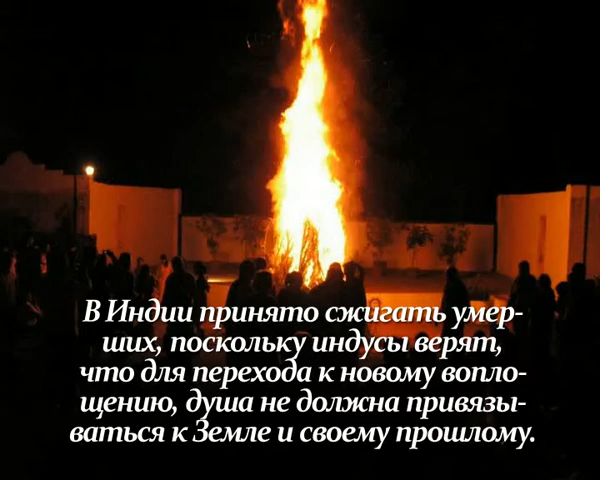 В Индии принято сжигать умер-
ших, поскольку индусы верят,
что для перехода к новому вопло-
щению, душа не должна привязы-
ваться к Земле и своему прошлому.